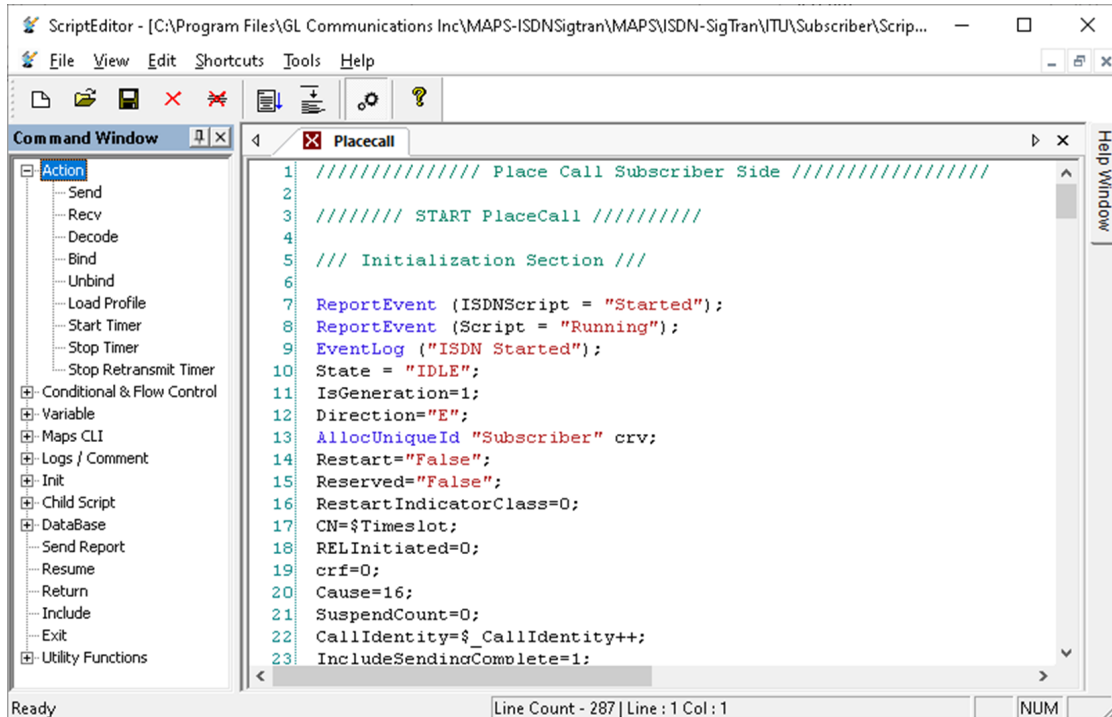 ScriptEditor - [C:\Program Files\GL Communications Inc\MAPS-ISDNSigtran\MAPS\ISDN-SigTran\ITU\Subscriber\Scrip...
File View Edit Shortcuts Tools Help
Command Window
Action
Send
Recv
Decode
Bind
Unbind
Load Profile
Start Timer
Stop Timer
Stop Retransmit Timer
Conditional & Flow Control
Variable
Maps CLI
Logs / Comment
Init
Child Script
DataBase
Send Report
Resume
Return
Include
Exit
Utility Functions
Placecall
1 /////////////// Place Call Subscriber Side //////////////////
2
3 //////// START PlaceCall //////////
4
5 /// Initialization Section ///
6
7 ReportEvent (ISDNScript = "Started");
8 ReportEvent (Script = "Running");
9 EventLog ("ISDN Started");
10 State = "IDLE";
11 IsGeneration=1;
12 Direction="E";
13 AllocUniqueId "Subscriber" crv;
14 Restart="False";
15 Reserved="False";
16 RestartIndicatorClass=0;
17 CN=$Timeslot;
18 RELInitiated=0;
19 crf=0;
20 Cause=16;
21 SuspendCount=0;
22 CallIdentity=$_CallIdentity++;
23 IncludeSendingComplete=1;
Help Window
Ready
Line Count - 287 | Line : 1 Col : 1
NUM